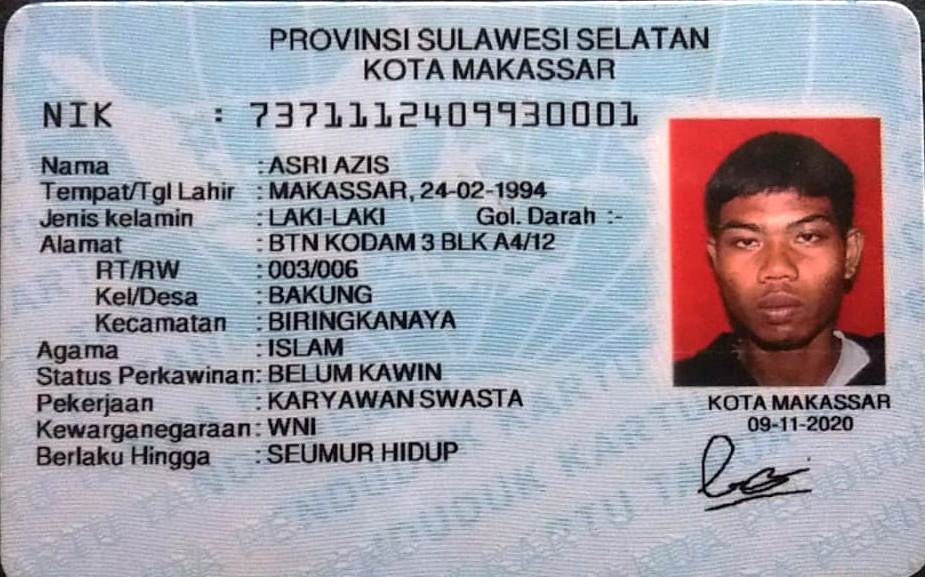 PROVINSI SULAWESI SELATAN
KOTA MAKASSAR
NIK : 7371112409930001
Nama : ASRI AZIS
Tempat/Tgl Lahir : MAKASSAR, 24-02-1994
Jenis kelamin : LAKI-LAKI Gol. Darah :-
Alamat : BTN KODAM 3 BLK A4/12
RT/RW : 003/006
Kel/Desa : BAKUNG
Kecamatan : BIRINGKANAYA
Agama : ISLAM
Status Perkawinan: BELUM KAWIN
Pekerjaan : KARYAWAN SWASTA
Kewarganegaraan: WNI
Berlaku Hingga : SEUMUR HIDUP
KOTA MAKASSAR
09-11-2020